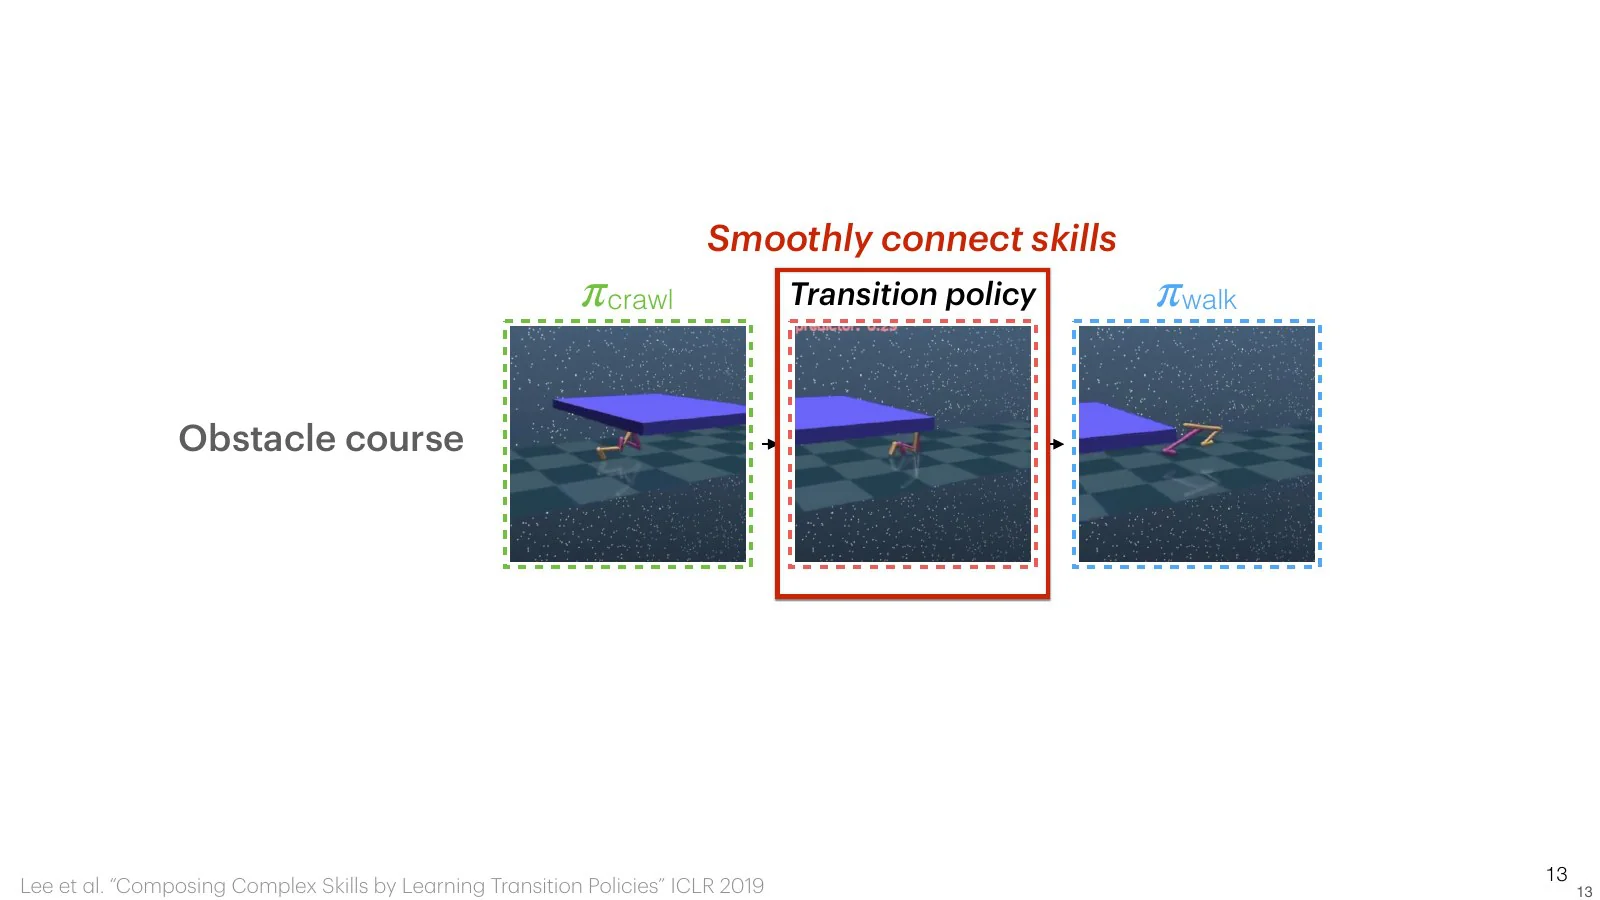 Smoothly connect skills
πcrawl
Transition policy
πwalk
Obstacle course
Lee et al. “Composing Complex Skills by Learning Transition Policies” ICLR 2019
13
13